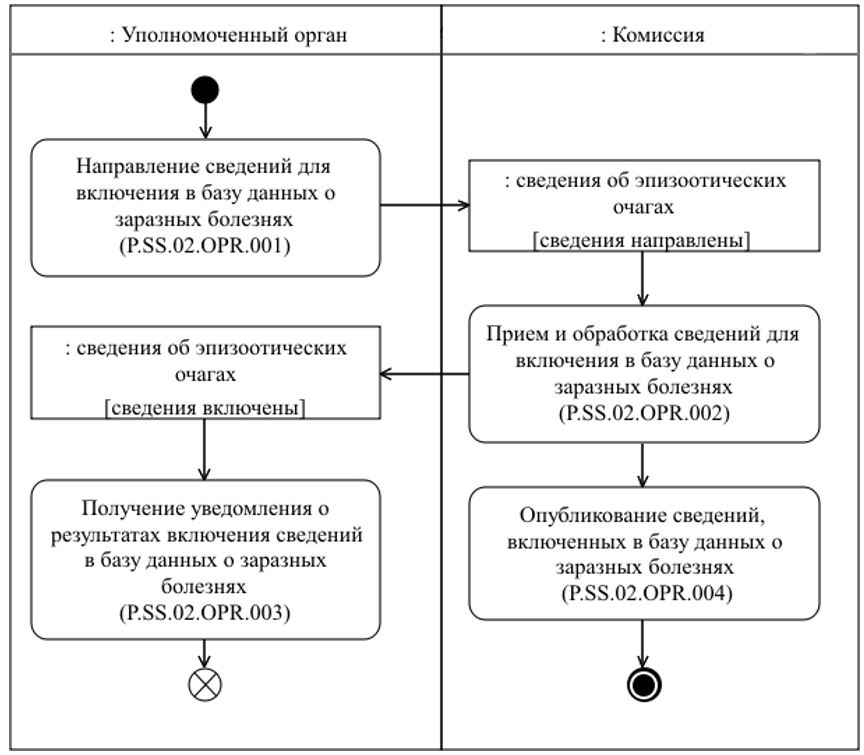 : Уполномоченный орган
: Комиссия
Направление сведений для
включения в базу данных о
заразных болезнях
(P.SS.02.OPR.001)
: сведения об эпизоотических
очагах
[сведения направлены]
Прием и обработка сведений для
включения в базу данных о
заразных болезнях
(P.SS.02.OPR.002)
: сведения об эпизоотических
очагах
[сведения включены]
Получение уведомления о
результатах включения сведений
в базу данных о заразных
болезнях
(P.SS.02.OPR.003)
Опубликование сведений,
включенных в базу данных о
заразных болезнях
(P.SS.02.OPR.004)